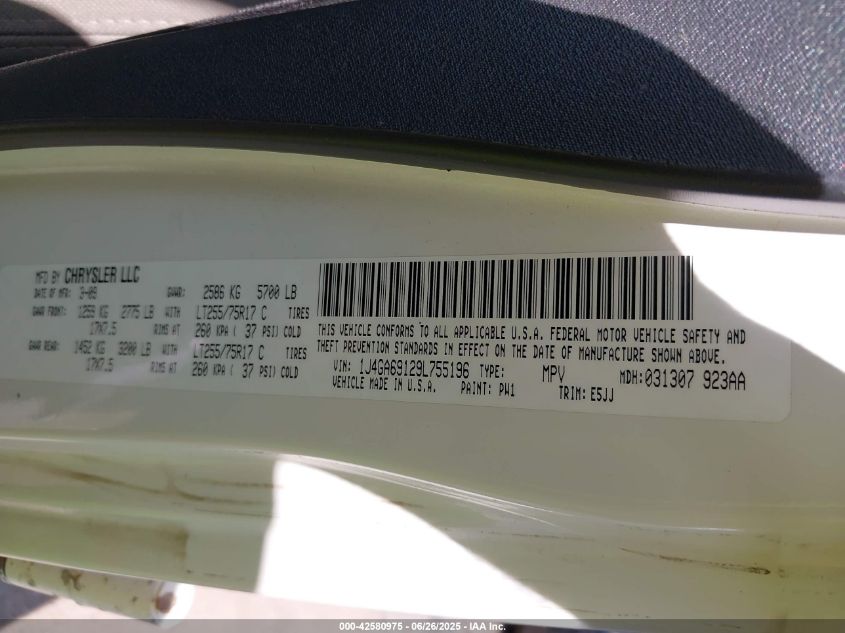 MFD BY CHRYSLER LLC
DATE OF MFR: 3-09 GVWR: 2586 KG 5700 LB
GAWR FRONT: 1259 KG 2775 LB WITH LT255/75R17 C TIRES
17X7.5 RIMS AT 260 KPA ( 37 PSI) COLD
GAWR REAR: 1452 KG 3200 LB WITH LT255/75R17 C TIRES
17X7.5 RIMS AT 260 KPA ( 37 PSI) COLD
THIS VEHICLE CONFORMS TO ALL APPLICABLE U.S.A. FEDERAL MOTOR VEHICLE SAFETY AND
THEFT PREVENTION STANDARDS IN EFFECT ON THE DATE OF MANUFACTURE SHOWN ABOVE.
VIN: 1J4GA69129L755196 TYPE: MPV MDH:031307 923AA
VEHICLE MADE IN U.S.A. PAINT: PW1 TRIM: E5JJ
000-42580975 - 06/26/2025 - IAA Inc.